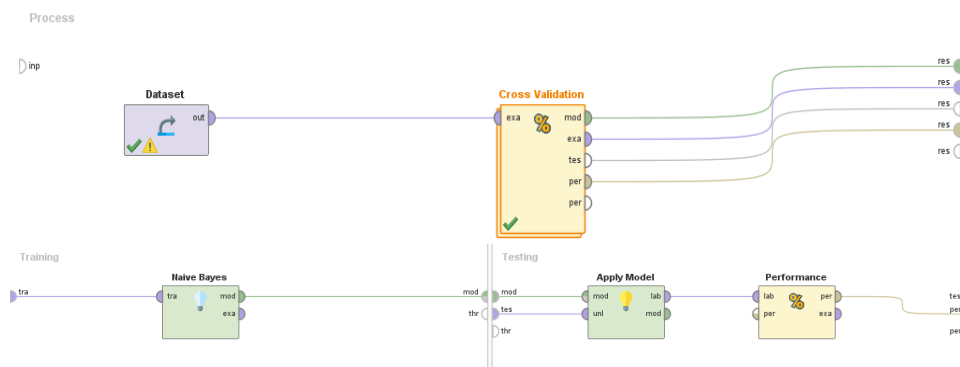 Process
inp
res
res
res
res
res
Dataset
out
Cross Validation
exa
mod
exa
tes
per
per
%
Training
Testing
tra
Naive Bayes
tra
mod
exa
mod
thr
mod
tes
thr
Apply Model
mod
lab
unl
mod
Performance
lab
per
%
per
exa
tes
per
per